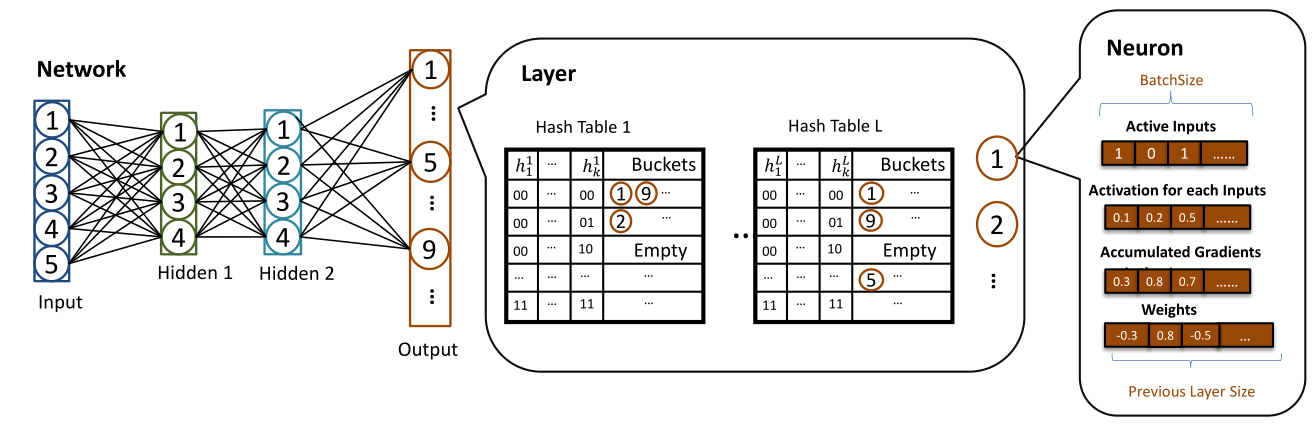 Network
1
2
3
4
5
Input
1
2
3
4
Hidden 1
1
2
3
4
Hidden 2
1
...
5
...
9
...
Output
Layer
Hash Table 1
h_1^1 ... h_k^1 Buckets
00 ... 00 1 9 ...
00 ... 01 2 ...
00 ... 10 Empty
... ... ... ...
11 ... 11 ...
..
Hash Table L
h_1^L ... h_k^L Buckets
00 ... 00 1 ...
00 ... 01 9 ...
00 ... 10 Empty
... ... ... 5 ...
11 ... 11 ...
1
2
...
Neuron
BatchSize
Active Inputs
1 0 1 ......
Activation for each Inputs
0.1 0.2 0.5 ......
Accumulated Gradients
0.3 0.8 0.7 ......
Weights
-0.3 0.8 -0.5 ...
Previous Layer Size